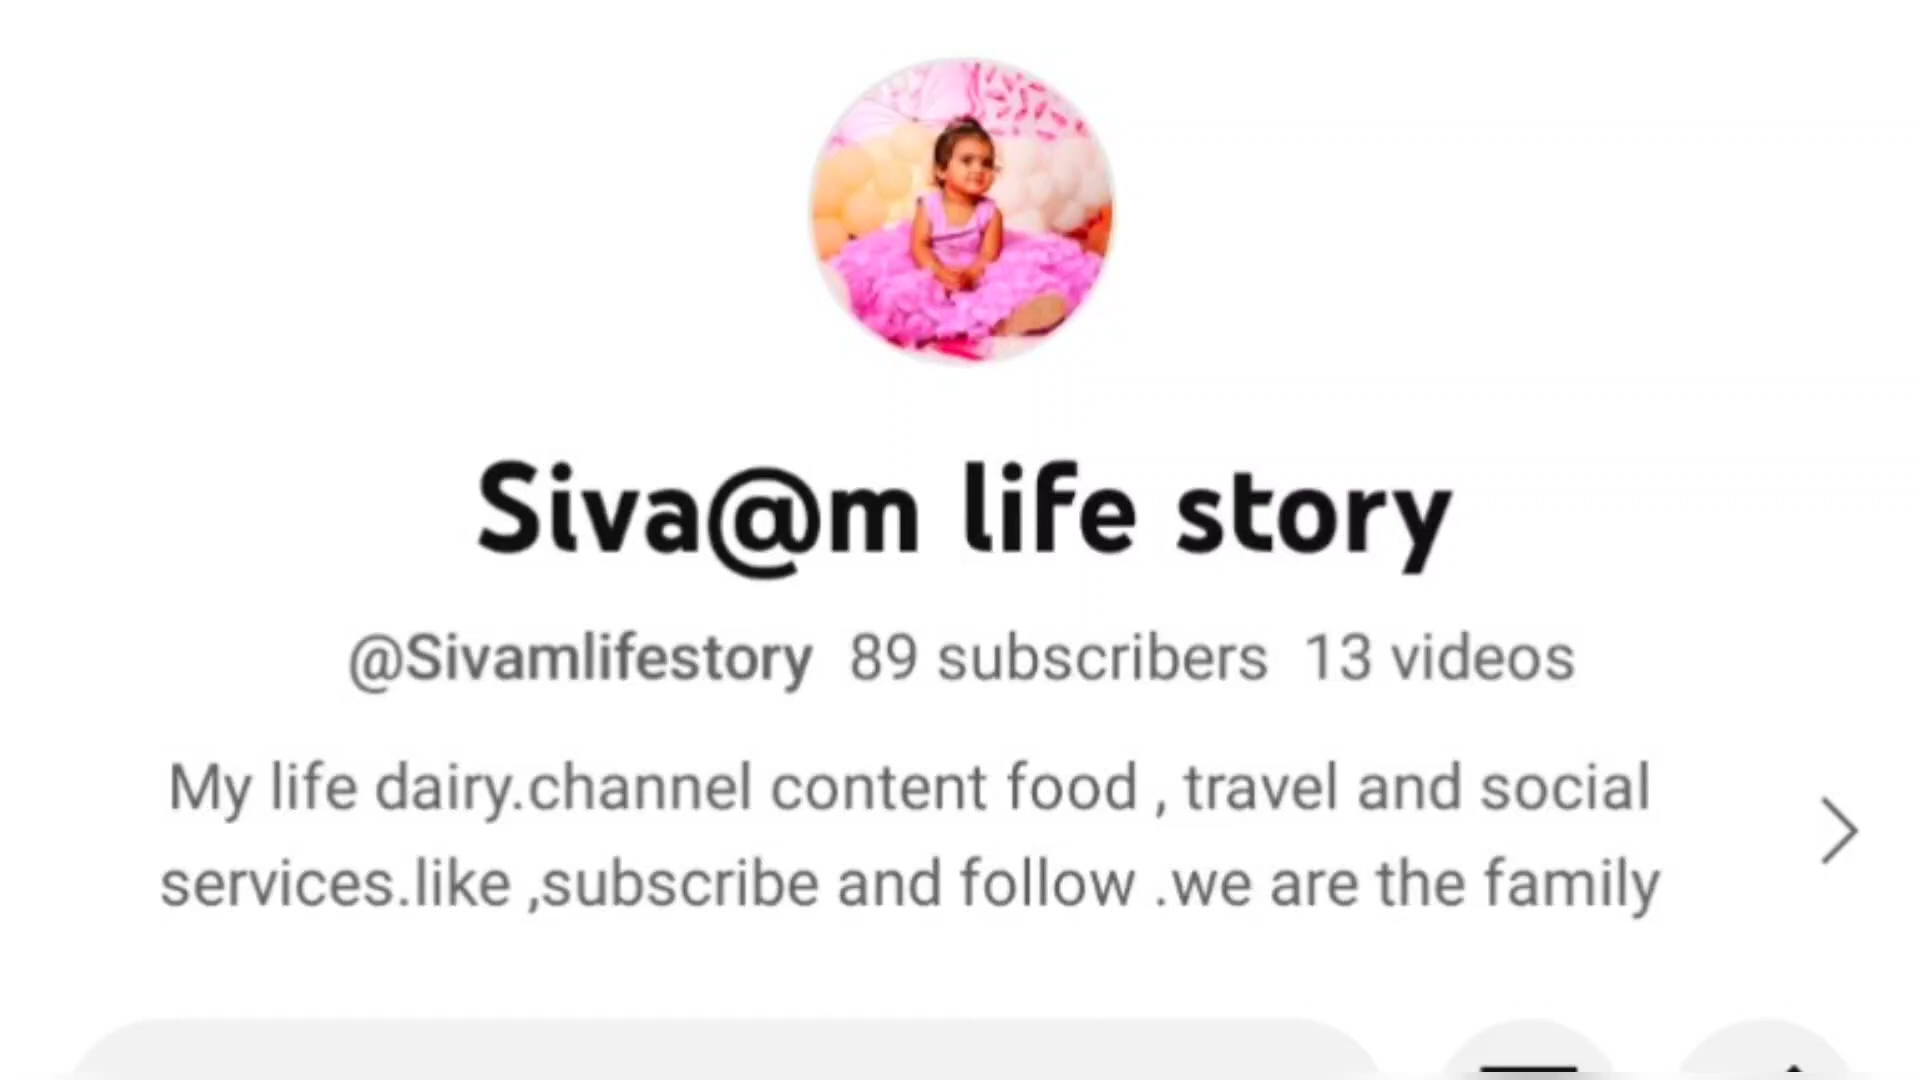 Siva@m life story
@Sivamlifestory 89 subscribers 13 videos
My life dairy.channel content food , travel and social
services.like ,subscribe and follow .we are the family